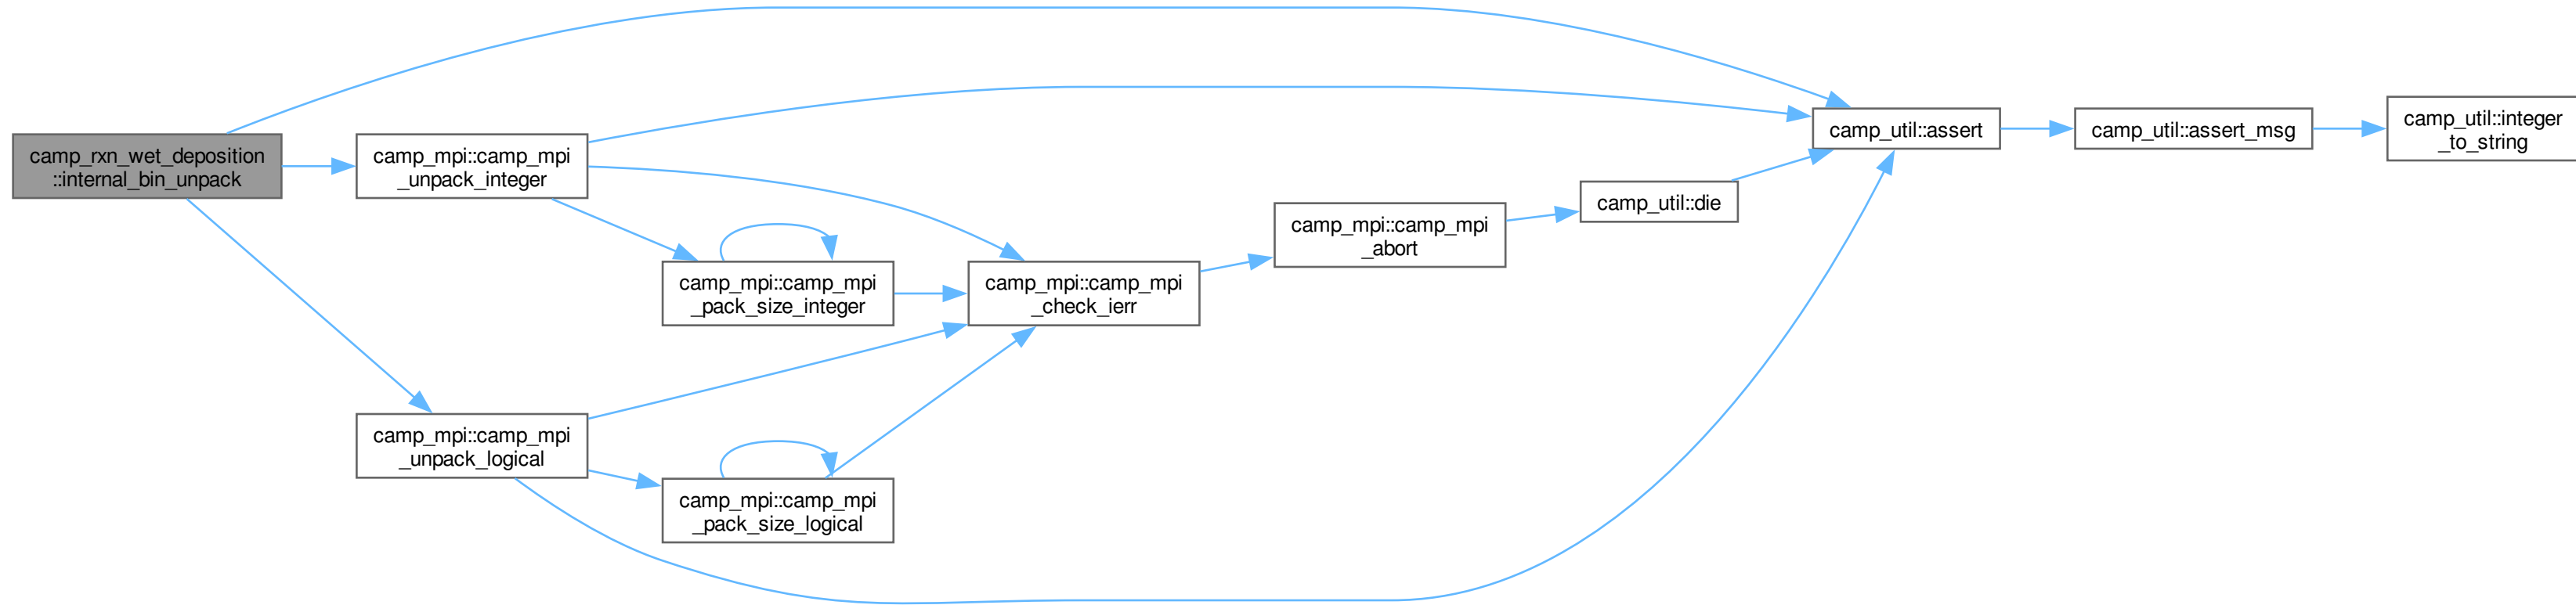 camp_rxn_wet_deposition
::internal_bin_unpack
camp_mpi::camp_mpi
_unpack_integer
camp_mpi::camp_mpi
_unpack_logical
camp_mpi::camp_mpi
_pack_size_integer
camp_mpi::camp_mpi
_pack_size_logical
camp_mpi::camp_mpi
_check_ierr
camp_mpi::camp_mpi
_abort
camp_util::die
camp_util::assert
camp_util::assert_msg
camp_util::integer
_to_string